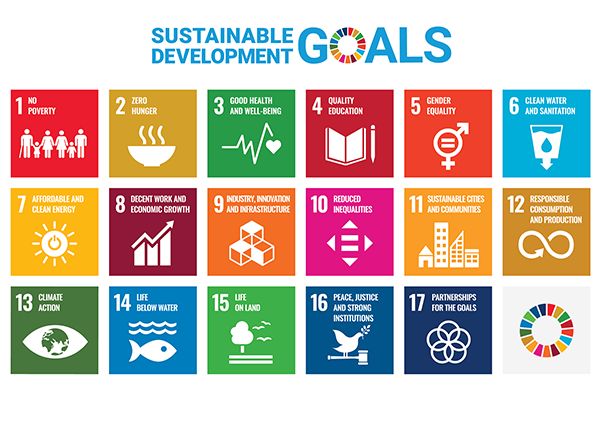 SUSTAINABLE
DEVELOPMENT
GOALS
1 NO
POVERTY
2 ZERO
HUNGER
3 GOOD HEALTH
AND WELL-BEING
4 QUALITY
EDUCATION
5 GENDER
EQUALITY
6 CLEAN WATER
AND SANITATION
7 AFFORDABLE AND
CLEAN ENERGY
8 DECENT WORK AND
ECONOMIC GROWTH
9 INDUSTRY, INNOVATION
AND INFRASTRUCTURE
10 REDUCED
INEQUALITIES
11 SUSTAINABLE CITIES
AND COMMUNITIES
12 RESPONSIBLE
CONSUMPTION
AND PRODUCTION
13 CLIMATE
ACTION
14 LIFE
BELOW WATER
15 LIFE
ON LAND
16 PEACE, JUSTICE
AND STRONG
INSTITUTIONS
17 PARTNERSHIPS
FOR THE GOALS